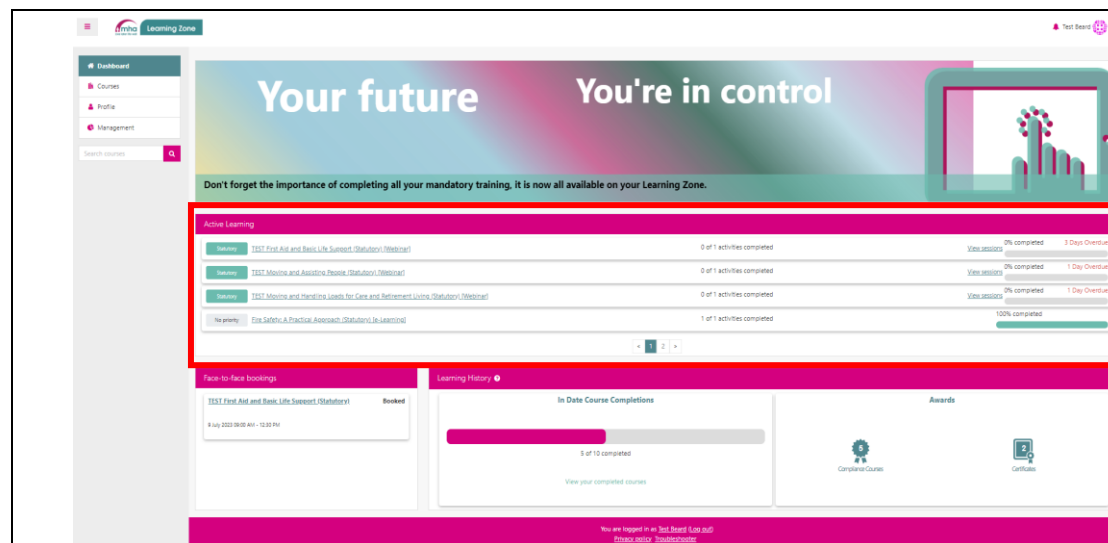 mha Learning Zone
Test Beard
Dashboard
Courses
Profile
Management
Search courses
Your future You're in control
Don't forget the importance of completing all your mandatory training, it is now all available on your Learning Zone.
Active Learning
Statutory TEST First Aid and Basic Life Support (Statutory) [Webinar] 0 of 1 activities completed View sessions 0% completed 3 Days Overdue
Statutory TEST Moving and Assisting People (Statutory) [Webinar] 0 of 1 activities completed View sessions 0% completed 1 Day Overdue
Statutory TEST Moving and Handling Loads for Care and Retirement Living (Statutory) [Webinar] 0 of 1 activities completed View sessions 0% completed 1 Day Overdue
No priority Fire Safety: A Practical Approach (Statutory) [e-Learning] 1 of 1 activities completed 100% completed
« 1 2 »
Face-to-face bookings
TEST First Aid and Basic Life Support (Statutory) Booked
8 July 2023 09:00 AM - 12:30 PM
Learning History
In Date Course Completions
5 of 10 completed
View your completed courses
Awards
5
Compliance Courses
2
Certificates
You are logged in as Test Beard (Log out)
Privacy policy Troubleshooter